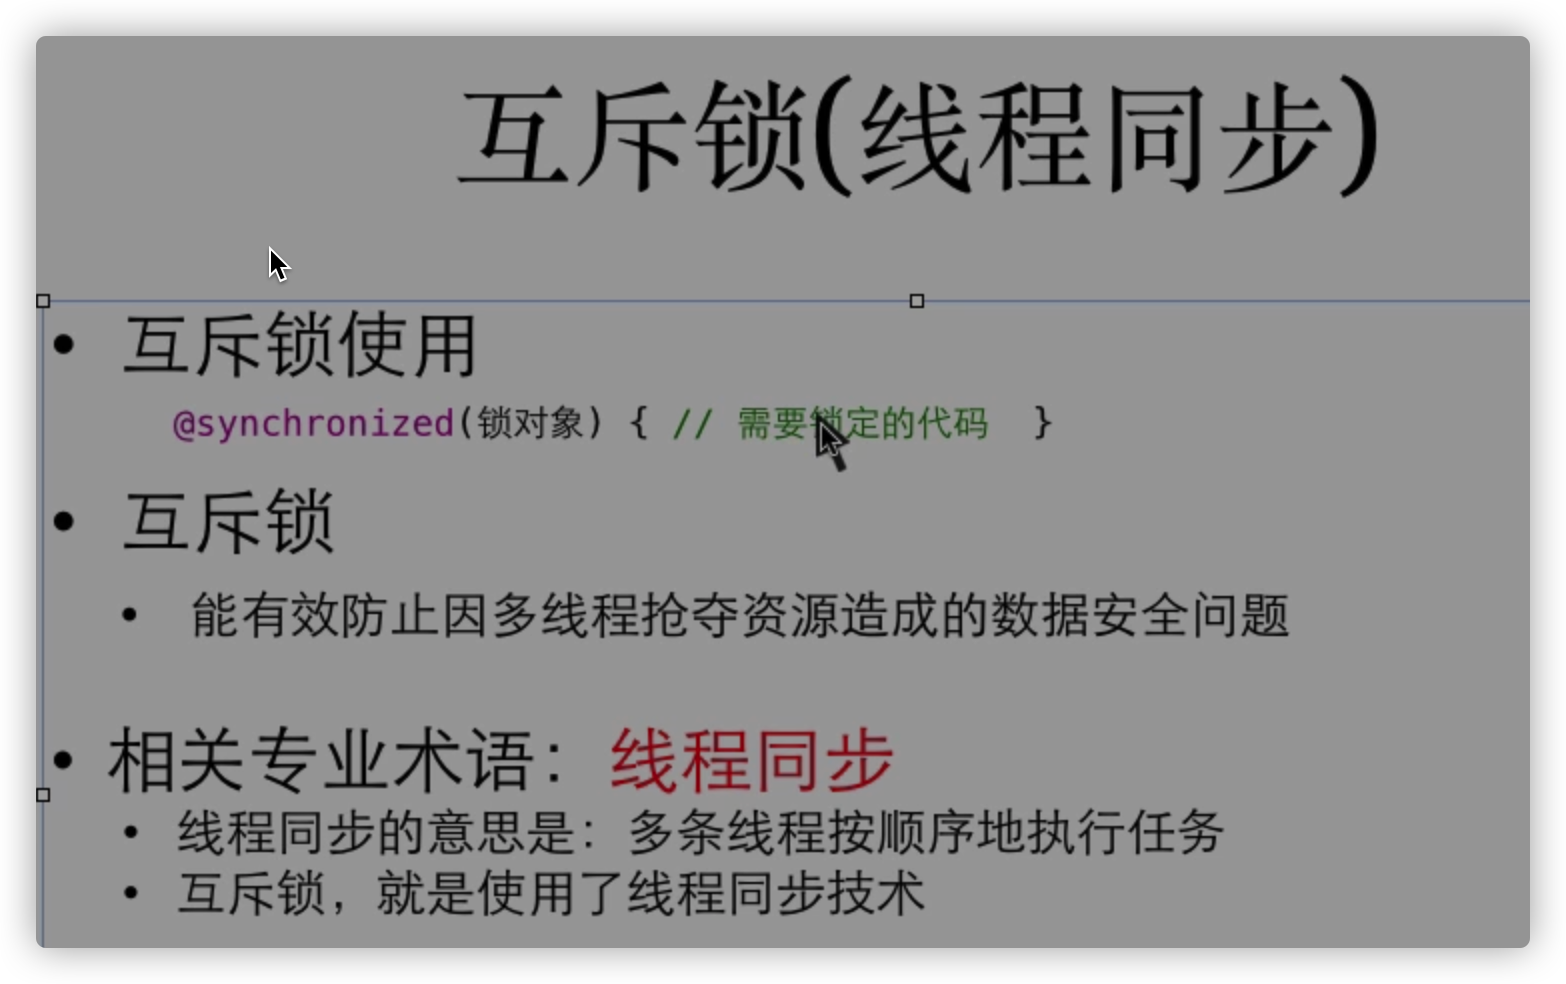 互斥锁(线程同步)
• 互斥锁使用
@synchronized(锁对象) { // 需要锁定的代码  }
• 互斥锁
• 能有效防止因多线程抢夺资源造成的数据安全问题
• 相关专业术语：线程同步
• 线程同步的意思是：多条线程按顺序地执行任务
• 互斥锁，就是使用了线程同步技术